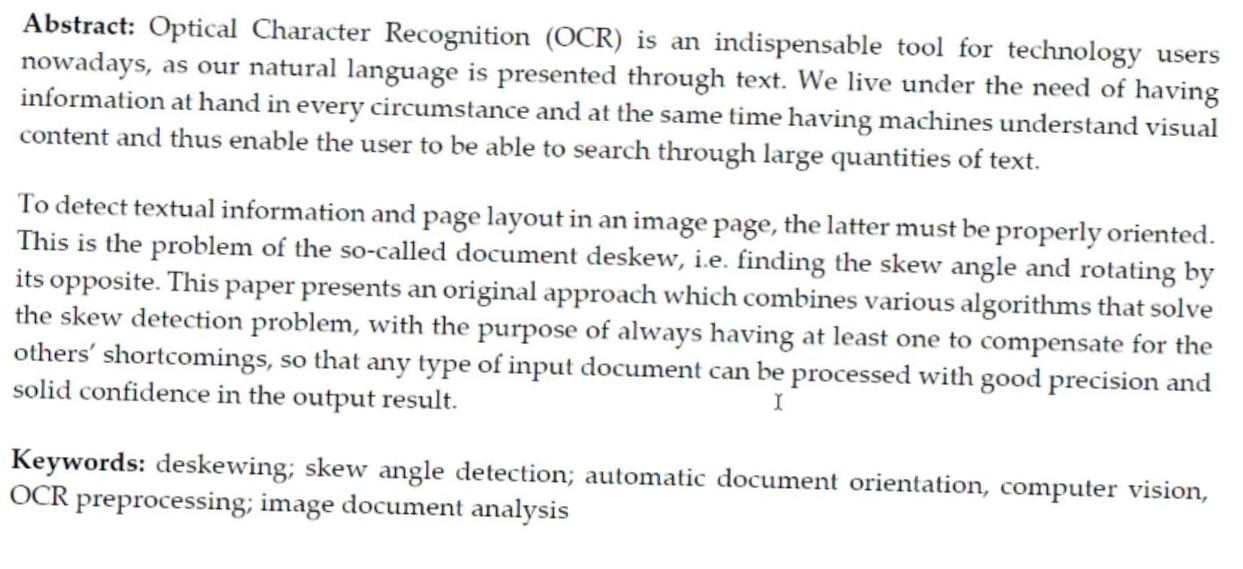 Abstract: Optical Character Recognition (OCR) is an indispensable tool for technology users
nowadays, as our natural language is presented through text. We live under the need of having
information at hand in every circumstance and at the same time having machines understand visual
content and thus enable the user to be able to search through large quantities of text.
To detect textual information and page layout in an image page, the latter must be properly oriented.
This is the problem of the so-called document deskew, i.e. finding the skew angle and rotating by
its opposite. This paper presents an original approach which combines various algorithms that solve
the skew detection problem, with the purpose of always having at least one to compensate for the
others’ shortcomings, so that any type of input document can be processed with good precision and
solid confidence in the output result.
Keywords: deskewing; skew angle detection; automatic document orientation, computer vision,
OCR preprocessing; image document analysis